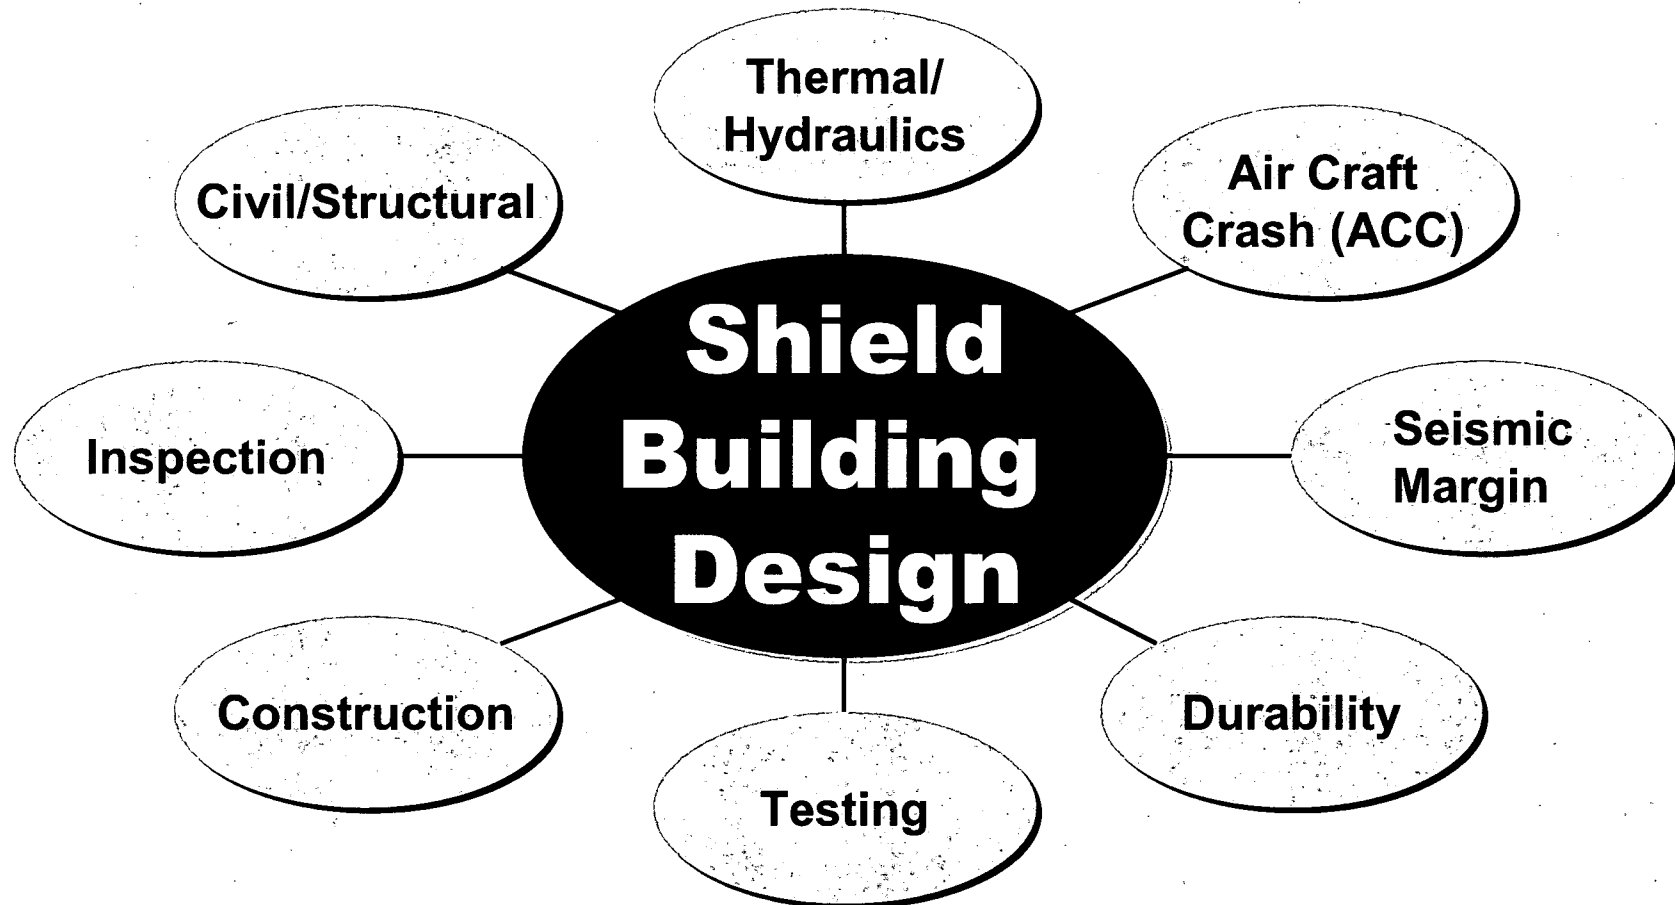 Thermal/
Hydraulics
Air Craft
Crash (ACC)
Civil/Structural
Shield
Building
Design
Inspection
Seismic
Margin
Construction
Durability
Testing